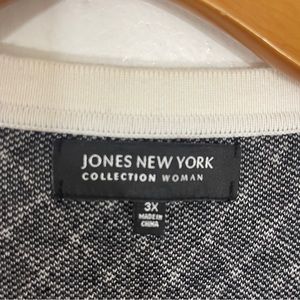 JONES NEW YORK
COLLECTION WOMAN
3X
MADE IN
CHINA